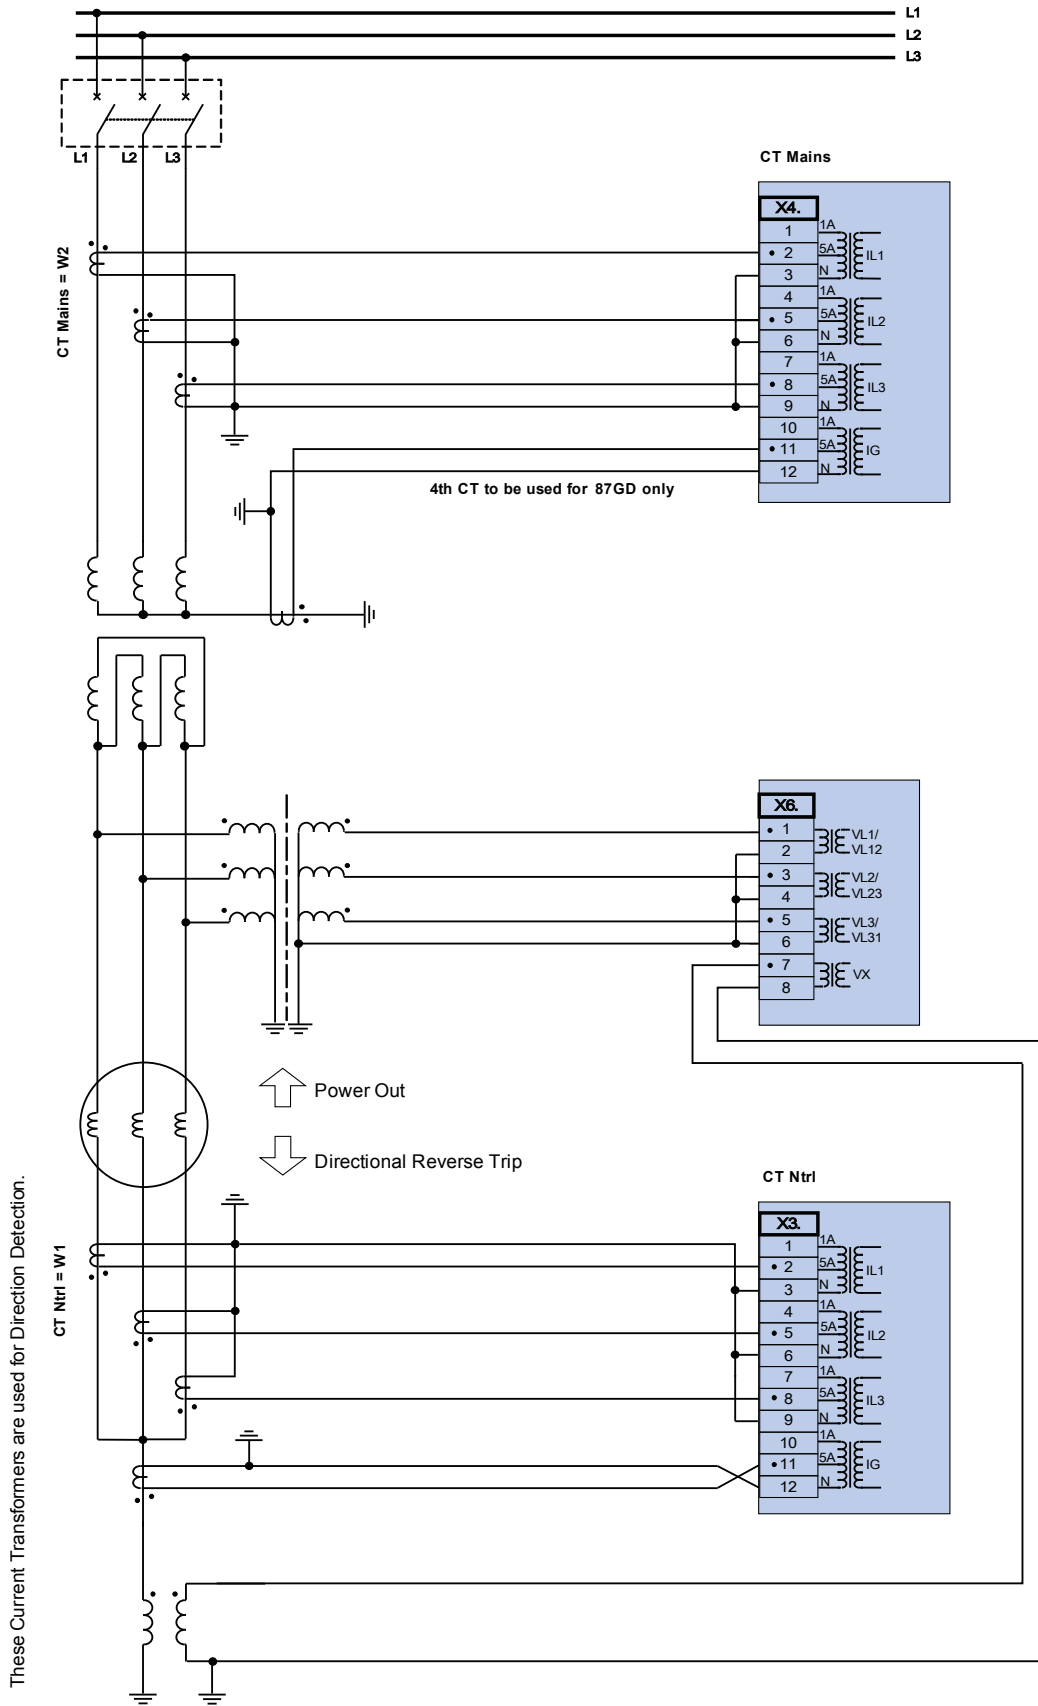 L1
L2
L3
L1 L2 L3
CT Mains = W2
CT Mains
X4.
1 1A
2 5A IL1
3 N
4 1A
5 5A IL2
6 N
7 1A
8 5A IL3
9 N
10 1A
11 5A IG
12 N
4th CT to be used for 87GD only
X6.
1 VL1/
2 VL12
3 VL2/
4 VL23
5 VL3/
6 VL31
7 VX
8
Power Out
Directional Reverse Trip
CT Ntrl
X3.
1 1A
2 5A IL1
3 N
4 1A
5 5A IL2
6 N
7 1A
8 5A IL3
9 N
10 1A
11 5A IG
12 N
CT Ntrl = W1
These Current Transformers are used for Direction Detection.